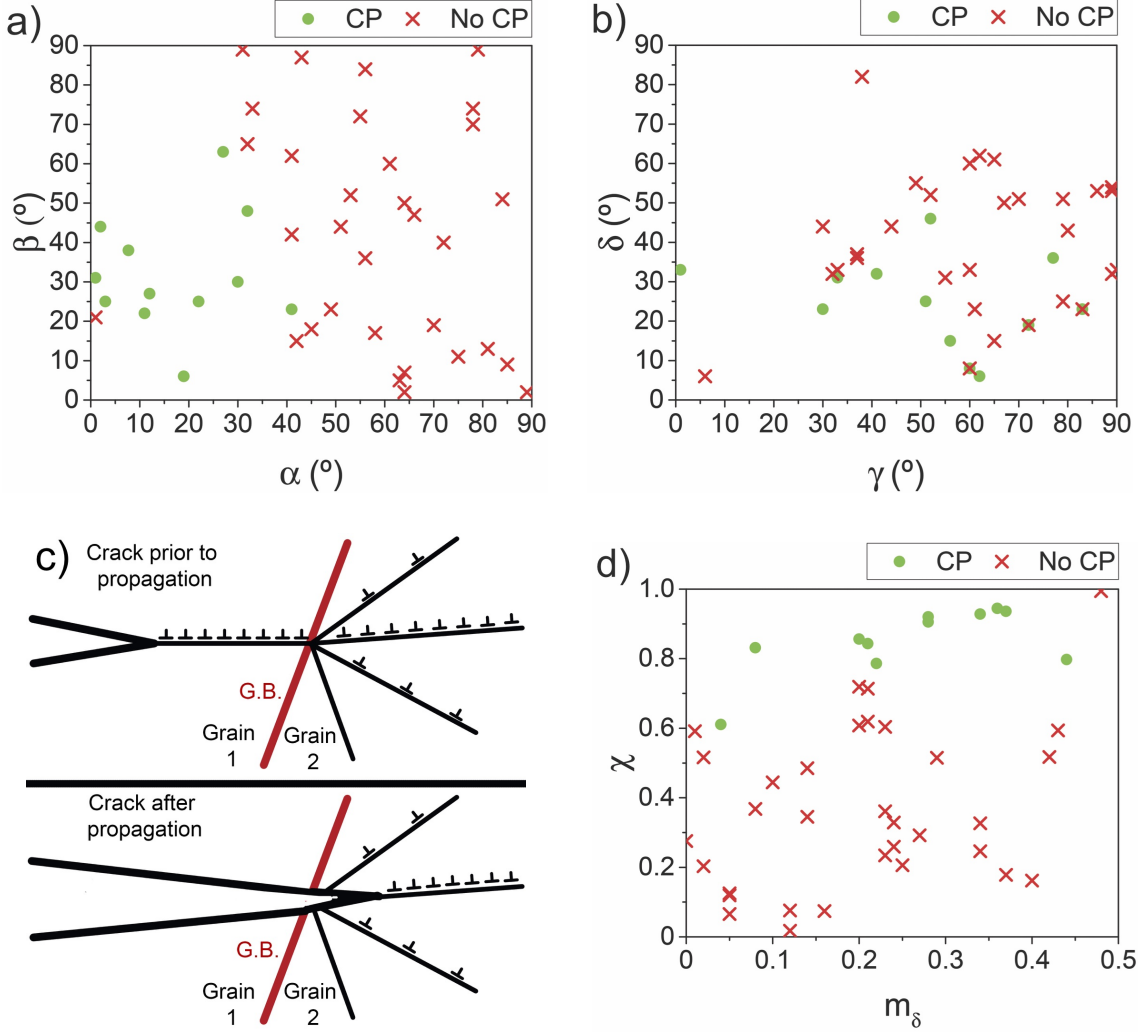 a)
CP No CP
90
80
70
60
50
40
30
20
10
0
β (º)
0 10 20 30 40 50 60 70 80 90
α (º)
b)
CP No CP
90
80
70
60
50
40
30
20
10
0
δ (º)
0 10 20 30 40 50 60 70 80 90
γ (º)
c)
Crack prior to
propagation
G.B.
Grain Grain
1 2
Crack after
propagation
G.B.
Grain Grain
1 2
d)
CP No CP
1.0
0.8
0.6
0.4
0.2
0
χ
0 0.1 0.2 0.3 0.4 0.5
mδ